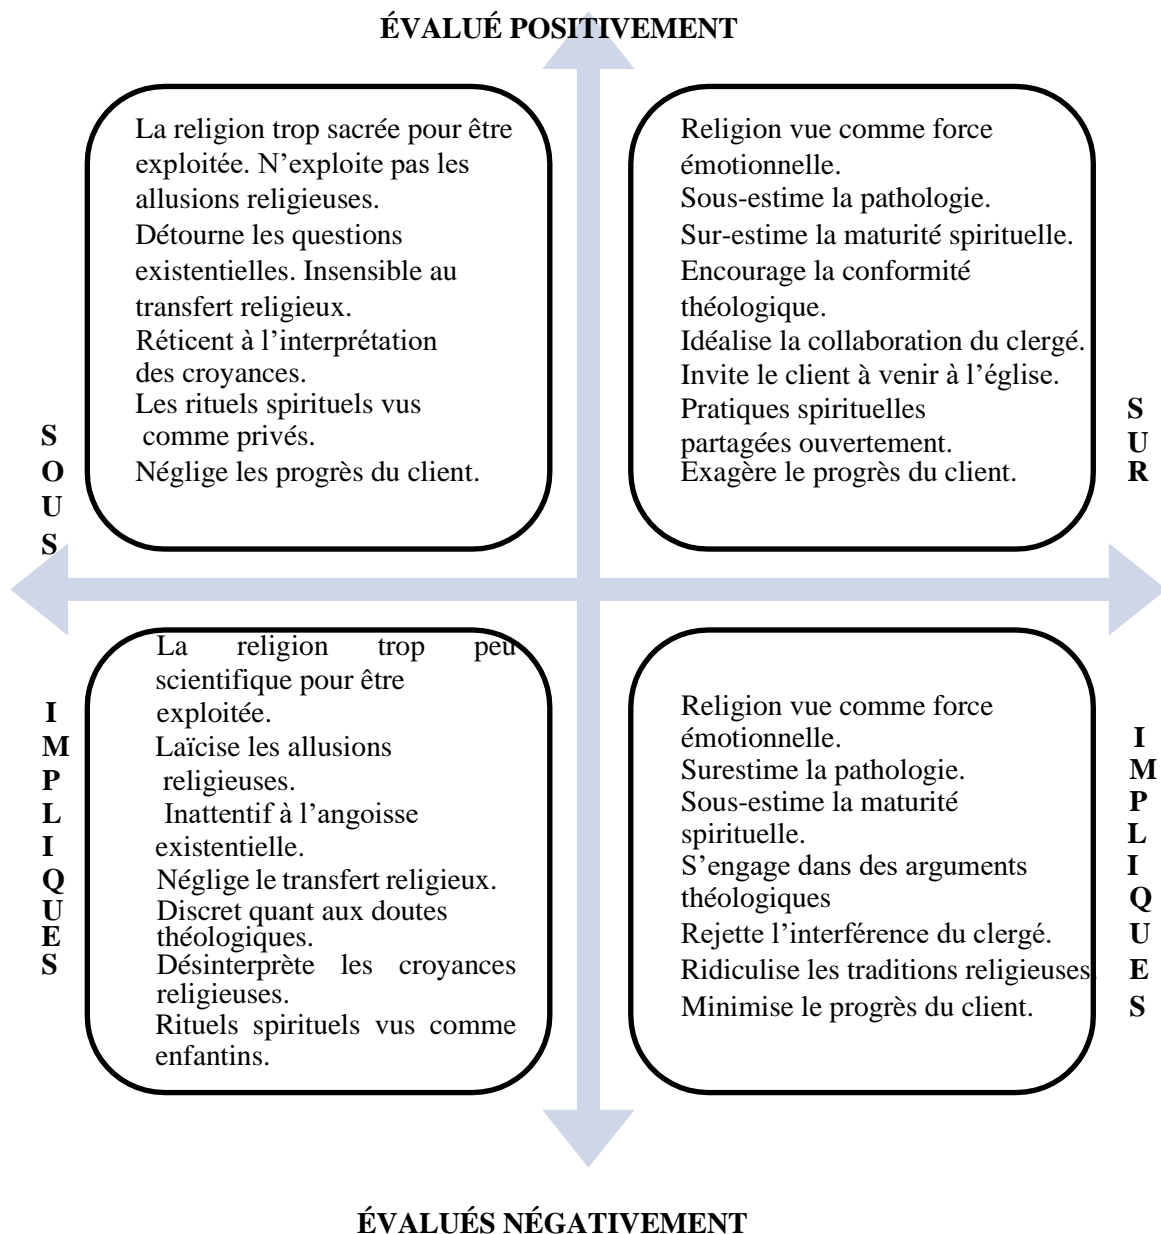 ÉVALUÉ POSITIVEMENT
La religion trop sacrée pour être
exploitée. N’exploite pas les
allusions religieuses.
Détourne les questions
existentielles. Insensible au
transfert religieux.
Réticent à l’interprétation
des croyances.
Les rituels spirituels vus
comme privés.
Néglige les progrès du client.
Religion vue comme force
émotionnelle.
Sous-estime la pathologie.
Sur-estime la maturité spirituelle.
Encourage la conformité
théologique.
Idéalise la collaboration du clergé.
Invite le client à venir à l’église.
Pratiques spirituelles
partagées ouvertement.
Exagère le progrès du client.
S
O
U
S
S
U
R
La religion trop peu
scientifique pour être
exploitée.
Laïcise les allusions
religieuses.
Inattentif à l’angoisse
existentielle.
Néglige le transfert religieux.
Discret quant aux doutes
théologiques.
Désinterprète les croyances
religieuses.
Rituels spirituels vus comme
enfantins.
Religion vue comme force
émotionnelle.
Surestime la pathologie.
Sous-estime la maturité
spirituelle.
S’engage dans des arguments
théologiques
Rejette l’interférence du clergé.
Ridiculise les traditions religieuses.
Minimise le progrès du client.
I
M
P
L
I
Q
U
E
S
I
M
P
L
I
Q
U
E
S
ÉVALUÉS NÉGATIVEMENT